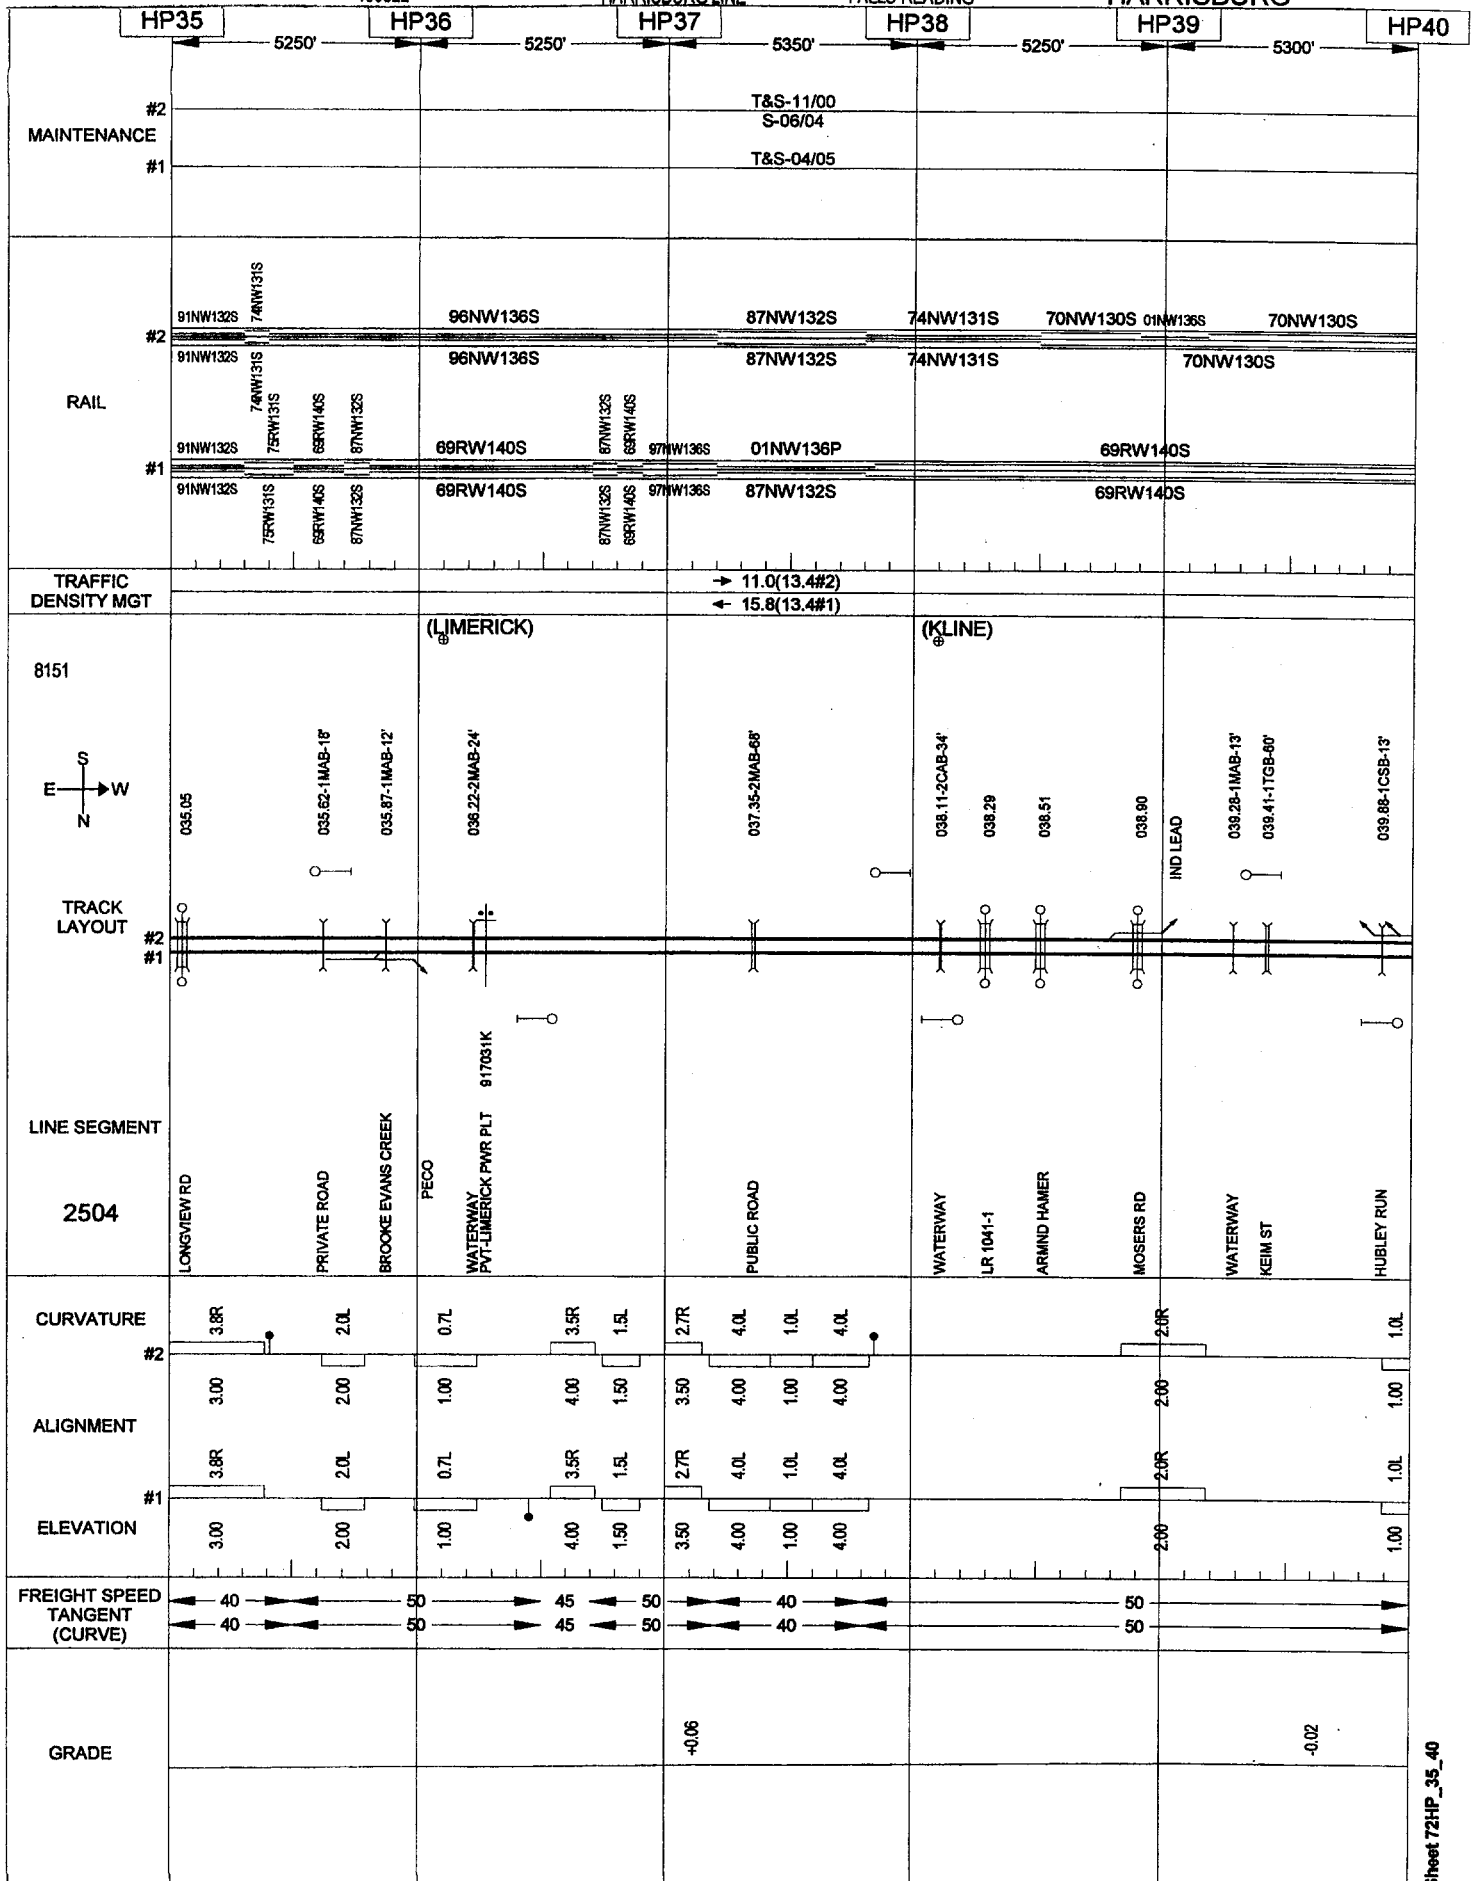 HARRISBURG LINE
HARRISBURG
HP35 HP36 HP37 HP38 HP39 HP40
5250' 5250' 5350' 5250' 5300'
MAINTENANCE
#2 T&S-11/00
S-06/04
#1 T&S-04/05
RAIL
91NW132S 74NW131S 96NW136S 87NW132S 74NW131S 70NW130S 01NW136S 70NW130S
#2
91NW132S 74NW131S 96NW136S 87NW132S 74NW131S 70NW130S
91NW132S 75RW131S 69RW140S 87NW132S 69RW140S 87NW132S 69RW140S 97NW136S 01NW136P 69RW140S
#1
91NW132S 75RW131S 69RW140S 87NW132S 69RW140S 87NW132S 69RW140S 97NW136S 87NW132S 69RW140S
TRAFFIC
DENSITY MGT
→ 11.0(13.4#2)
← 15.8(13.4#1)
(LIMERICK) (KLINE)
8151
S
E W
N
035.05 035.62-1MAB-18' 035.87-1MAB-12' 036.22-2MAB-24' 037.35-2MAB-68' 038.11-2CAB-34' 038.29 038.51 038.90 IND LEAD 039.28-1MAB-13' 039.41-1TGB-60' 039.88-1CSB-13'
TRACK
LAYOUT
#2
#1
LINE SEGMENT
2504
LONGVIEW RD
PRIVATE ROAD
BROOKE EVANS CREEK
PECO
WATERWAY
PVT-LIMERICK PWR PLT 917031K
PUBLIC ROAD
WATERWAY
LR 1041-1
ARMND HAMER
MOSERS RD
WATERWAY
KEIM ST
HUBLEY RUN
CURVATURE
3.8R 2.0L 0.7L 3.5R 1.5L 2.7R 4.0L 1.0L 4.0L 2.0R 1.0L
#2
3.00 2.00 1.00 4.00 1.50 3.50 4.00 1.00 4.00 2.00 1.00
ALIGNMENT
3.8R 2.0L 0.7L 3.5R 1.5L 2.7R 4.0L 1.0L 4.0L 2.0R 1.0L
#1
ELEVATION
3.00 2.00 1.00 4.00 1.50 3.50 4.00 1.00 4.00 2.00 1.00
FREIGHT SPEED
TANGENT
(CURVE)
40 50 45 50 40 50
40 50 45 50 40 50
GRADE
+0.06 -0.02
Sheet 72HP_35_40